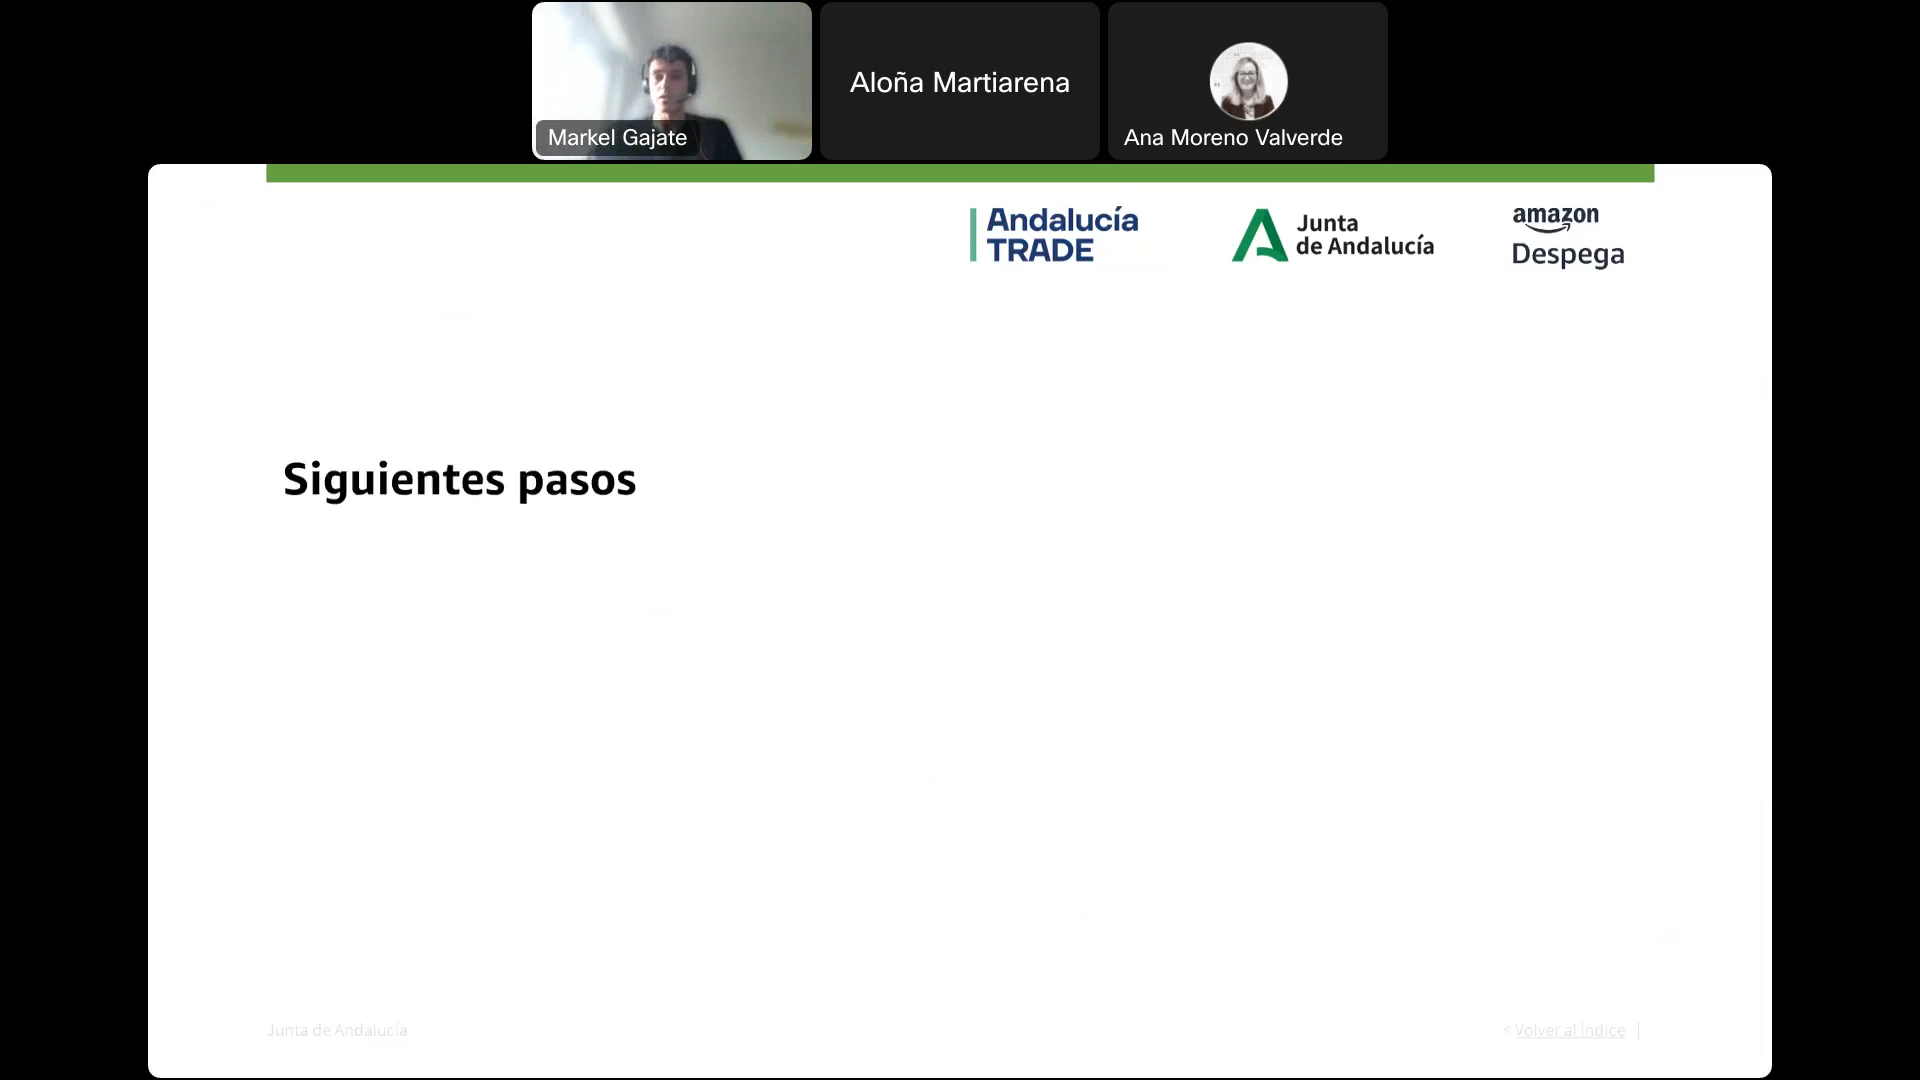 Markel Gajate
Aloña Martiarena
Ana Moreno Valverde
Andalucía
TRADE
Junta
de Andalucía
amazon
Despega
Siguientes pasos
Junta de Andalucía
< Volver al índice |